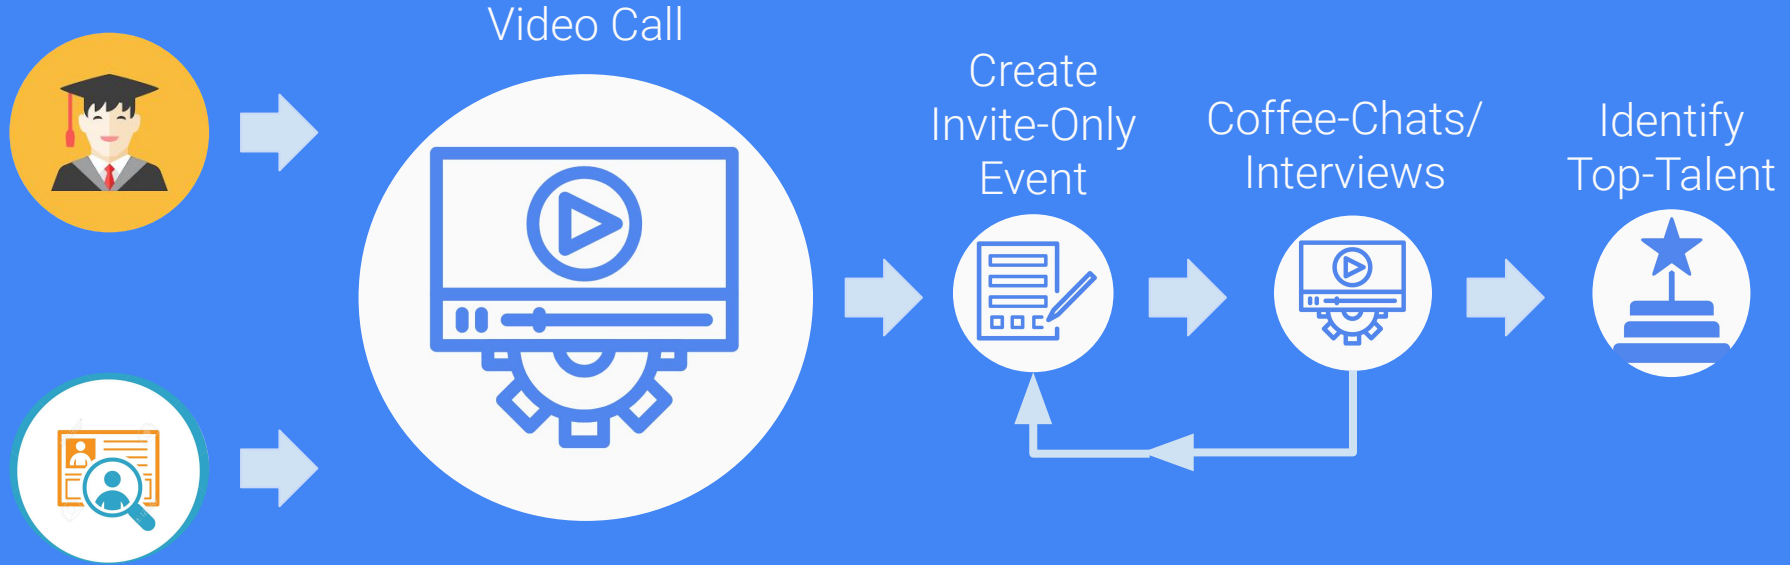 Video Call
Create
Invite-Only
Event
Coffee-Chats/
Interviews
Identify
Top-Talent